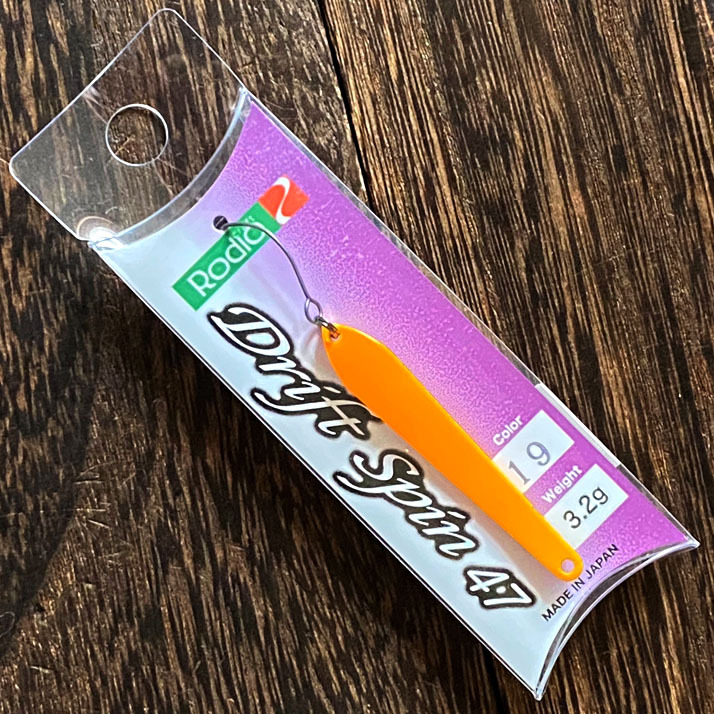 Rodio
Drift Spin 4.7
Color
19
Weight
3.2g
MADE IN JAPAN